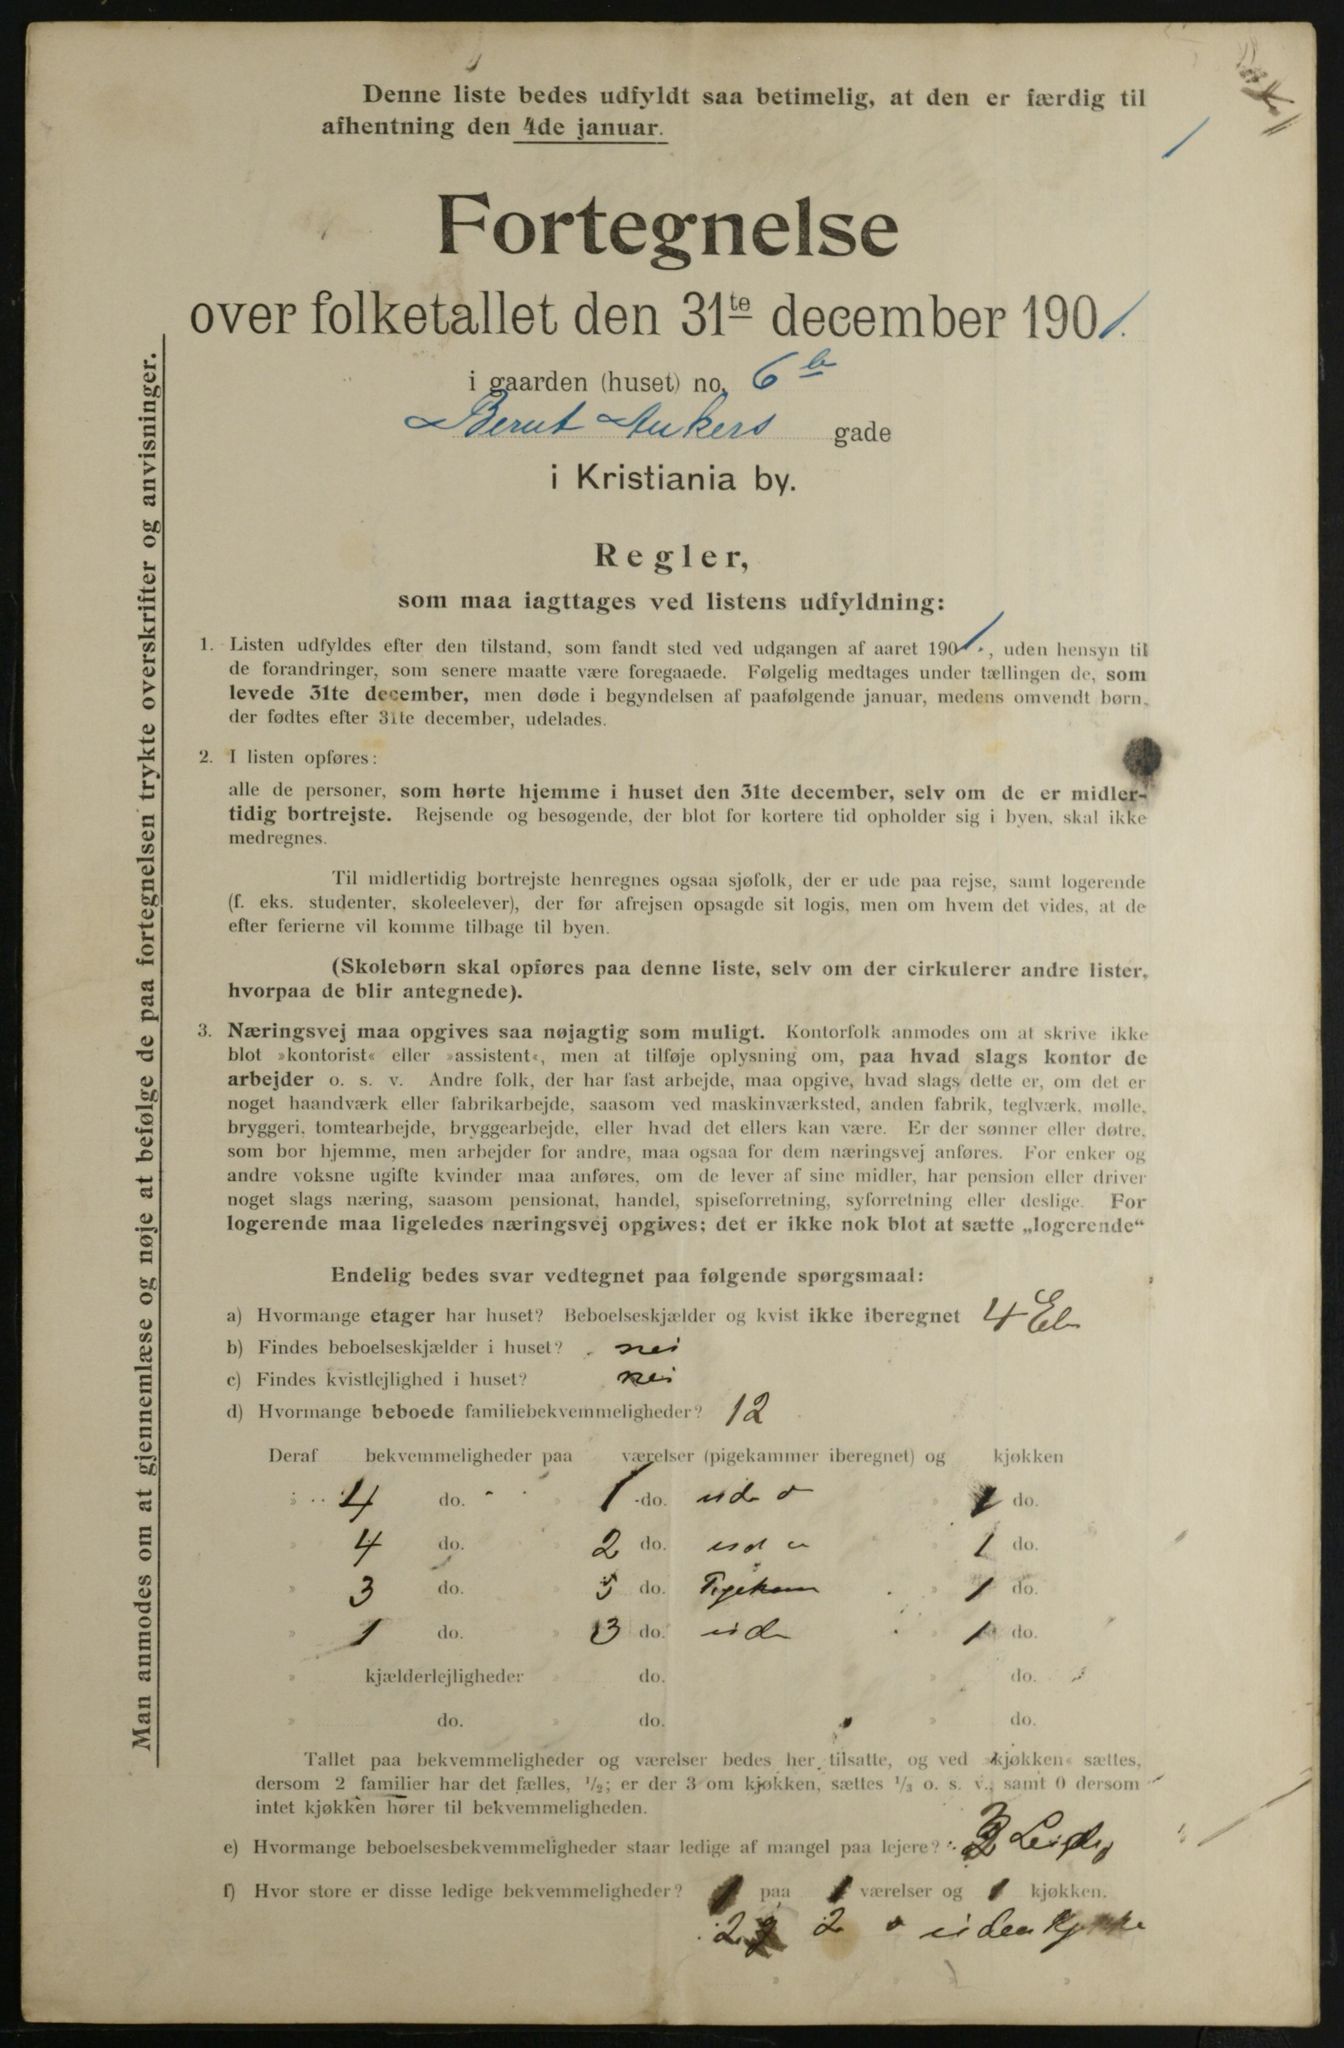 Denne liste bedes udfyldt saa betimelig, at den er færdig til
afhentning den 4de januar.
1
Fortegnelse
over folketallet den 31te december 1901.
i gaarden (huset) no. 6 b
Bernt Ankers gade
i Kristiania by.
Regler,
som maa iagttages ved listens udfyldning:
1. Listen udfyldes efter den tilstand, som fandt sted ved udgangen af aaret 1901., uden hensyn til
de forandringer, som senere maatte være foregaaede. Følgelig medtages under tællingen de, som
levede 31te december, men døde i begyndelsen af paafølgende januar, medens omvendt børn,
der fødtes efter 31te december, udelades.
2. I listen opføres:
alle de personer, som hørte hjemme i huset den 31te december, selv om de er midler-
tidig bortrejste. Rejsende og besøgende, der blot for kortere tid opholder sig i byen, skal ikke
medregnes.
Til midlertidig bortrejste henregnes ogsaa sjøfolk, der er ude paa rejse, samt logerende
(f. eks. studenter, skoleelever), der før afrejsen opsagde sit logis, men om hvem det vides, at de
efter ferierne vil komme tilbage til byen.
(Skolebørn skal opføres paa denne liste, selv om der cirkulerer andre lister,
hvorpaa de blir antegnede).
3. Næringsvej maa opgives saa nøjagtig som muligt. Kontorfolk anmodes om at skrive ikke
blot »kontorist« eller »assistent«, men at tilføje oplysning om, paa hvad slags kontor de
arbejder o. s. v. Andre folk, der har fast arbejde, maa opgive, hvad slags dette er, om det er
noget haandværk eller fabrikarbejde, saasom ved maskinværksted, anden fabrik, teglværk, mølle,
bryggeri, tomtearbejde, bryggearbejde, eller hvad det ellers kan være. Er der sønner eller døtre,
som bor hjemme, men arbejder for andre, maa ogsaa for dem næringsvej anføres. For enker og
andre voksne ugifte kvinder maa anføres, om de lever af sine midler, har pension eller driver
noget slags næring, saasom pensionat, handel, spiseforretning, syforretning eller deslige. For
logerende maa ligeledes næringsvej opgives; det er ikke nok blot at sætte „logerende“
Endelig bedes svar vedtegnet paa følgende spørgsmaal:
a) Hvormange etager har huset? Beboelseskjælder og kvist ikke iberegnet 4 Et
b) Findes beboelseskjælder i huset? nei
c) Findes kvistlejlighed i huset? nei
d) Hvormange beboede familiebekvemmeligheder? 12
Deraf bekvemmeligheder paa værelser (pigekammer iberegnet) og kjøkken
" 4 do. " 1 do. " 1 do.
" 4 do. " 2 do. " 1 do.
" 3 do. " 3 do. Pigekam " 1 do.
" 1 do. " 3 do. " 1 do.
" kjælderlejligheder " do. " do.
" do. " do. " do.
Tallet paa bekvemmeligheder og værelser bedes her tilsatte, og ved »kjøkken« sættes,
dersom 2 familier har det fælles, 1/2; er der 3 om kjøkken, sættes 1/3 o. s. v., samt 0 dersom
intet kjøkken hører til bekvemmeligheden.
e) Hvormange beboelsesbekvemmeligheder staar ledige af mangel paa lejere? 3 Ledig
f) Hvor store er disse ledige bekvemmeligheder? 1 paa 1 værelser og 1 kjøkken.
2 2 uden
Man anmodes om at gjennemlæse og nøje at befølge de paa fortegnelsen trykte overskrifter og anvisninger.